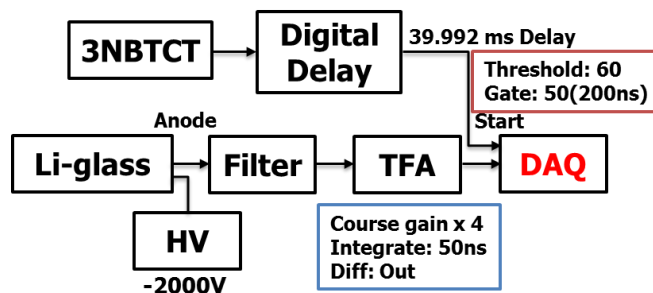 3NBTCT
Digital
Delay
39.992 ms Delay
Threshold: 60
Gate: 50(200ns)
Start
Anode
Li-glass
Filter
TFA
DAQ
HV
-2000V
Course gain x 4
Integrate: 50ns
Diff: Out